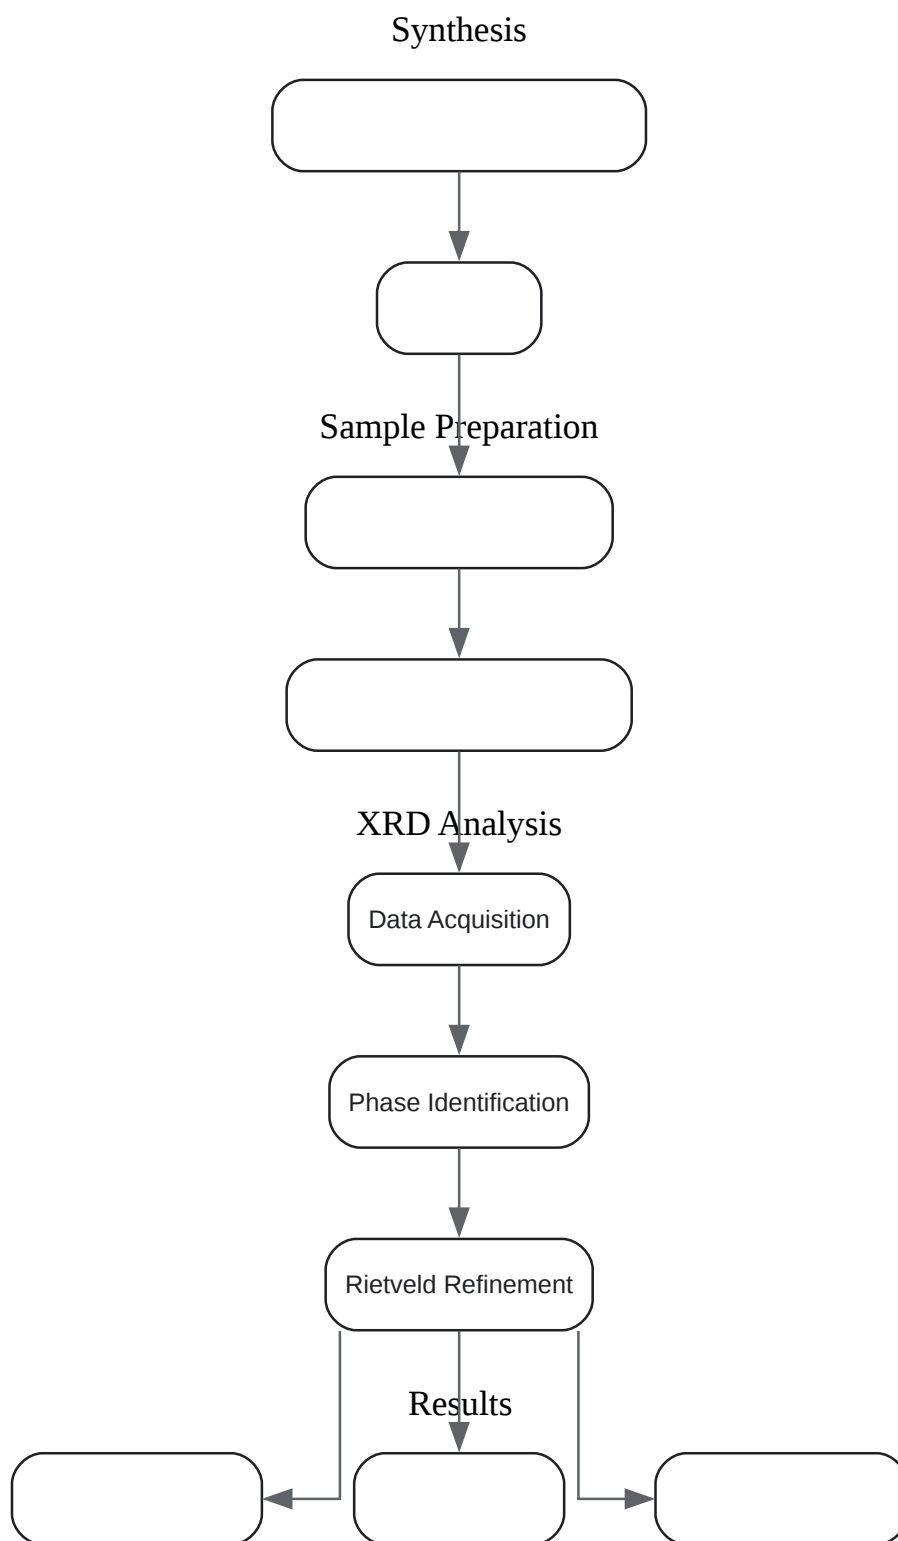 Synthesis
Sample Preparation
XRD Analysis
Data Acquisition
Phase Identification
Rietveld Refinement
Results